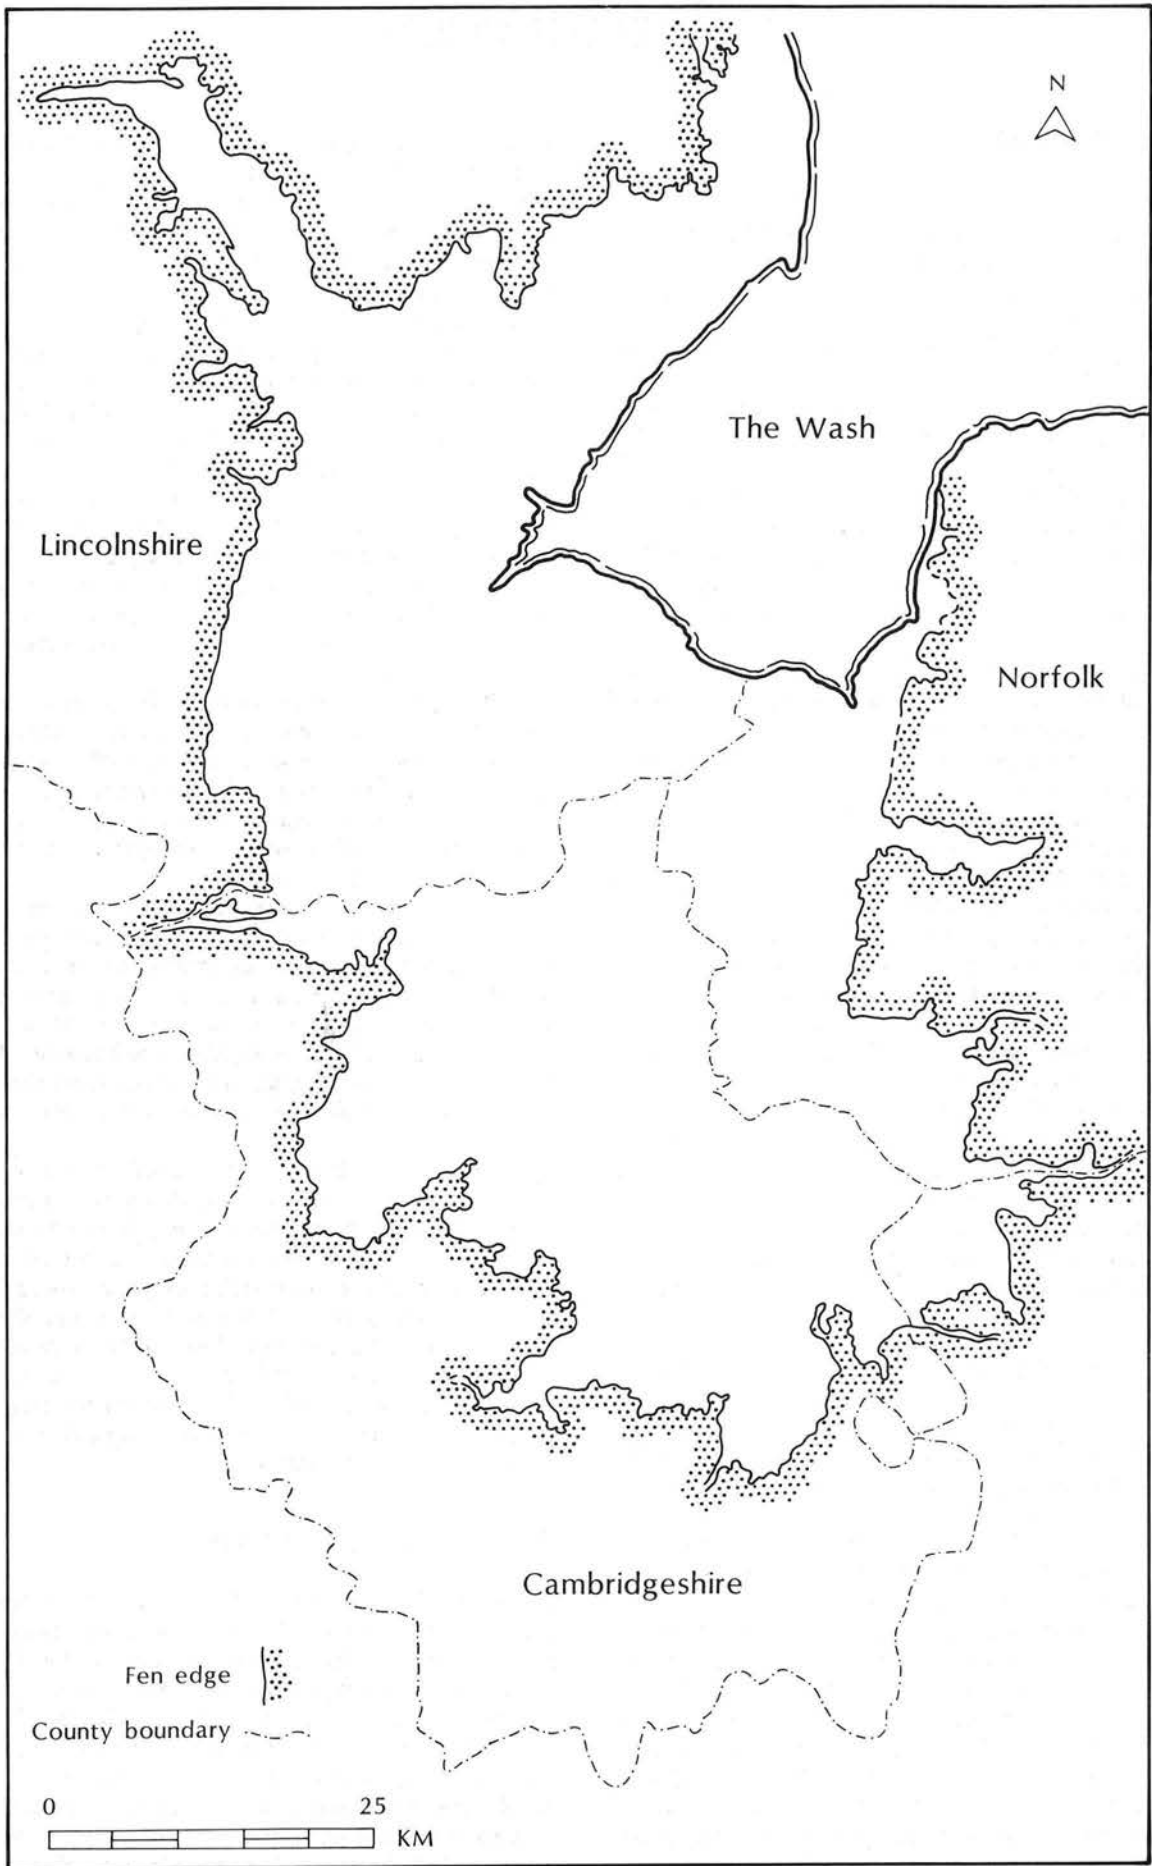 N
The Wash
Lincolnshire
Norfolk
Cambridgeshire
Fen edge
County boundary
0 25
KM